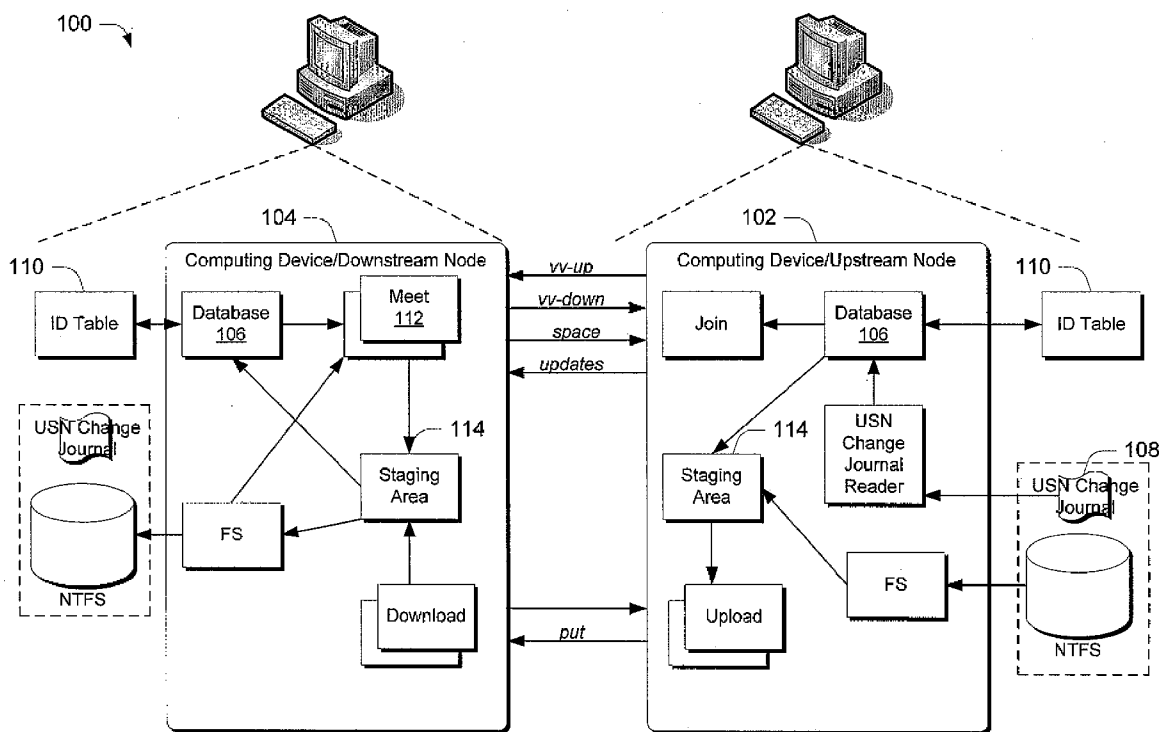 100
104
102
110
Computing Device/Downstream Node
vv-up
Computing Device/Upstream Node
110
ID Table
Database
106
Meet
112
vv-down
space
updates
Join
Database
106
ID Table
USN Change
Journal
114
Staging
Area
114
Staging
Area
USN
Change
Journal
Reader
108
USN Change
Journal
FS
NTFS
FS
NTFS
Download
put
Upload